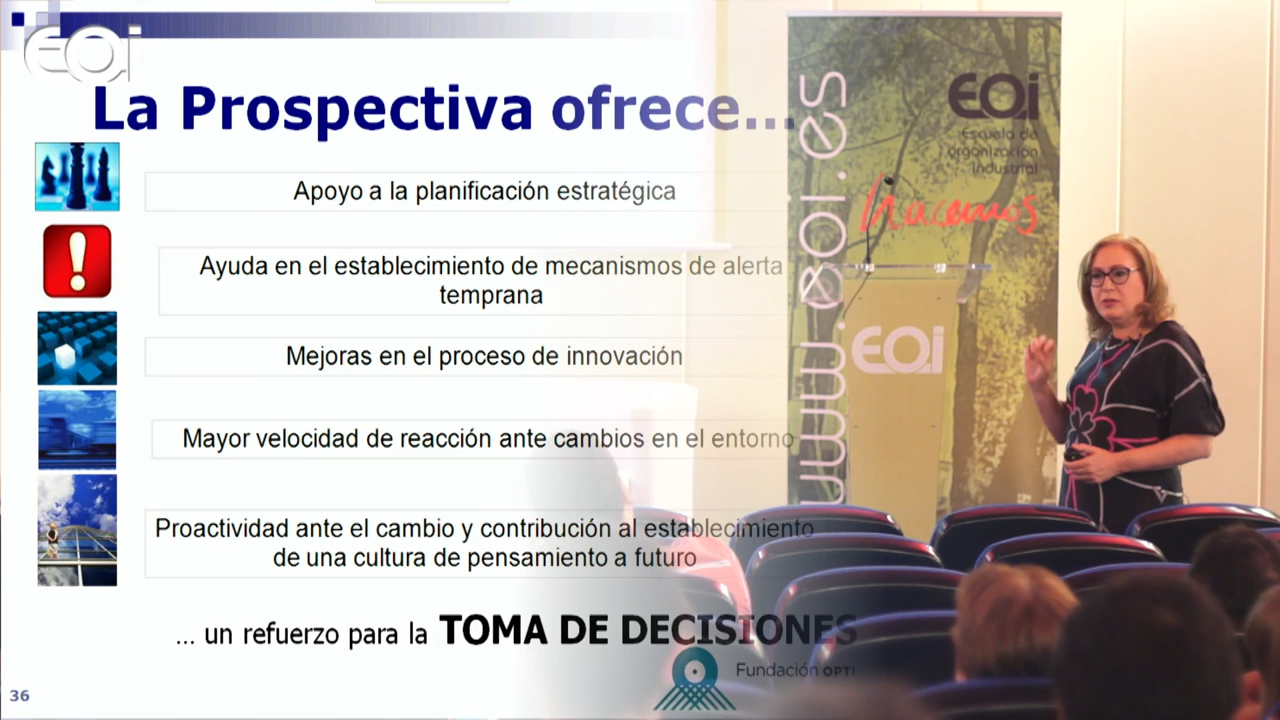 EOi
La Prospectiva ofrece...
Apoyo a la planificación estratégica
Ayuda en el establecimiento de mecanismos de alerta
temprana
Mejoras en el proceso de innovación
Mayor velocidad de reacción ante cambios en el entorno
Proactividad ante el cambio y contribución al establecimiento
de una cultura de pensamiento a futuro
... un refuerzo para la TOMA DE DECISIONES
Fundación OPTI
36
www.eoi.es
EOi
Escuela de
organización
industrial
hacemos
EOi